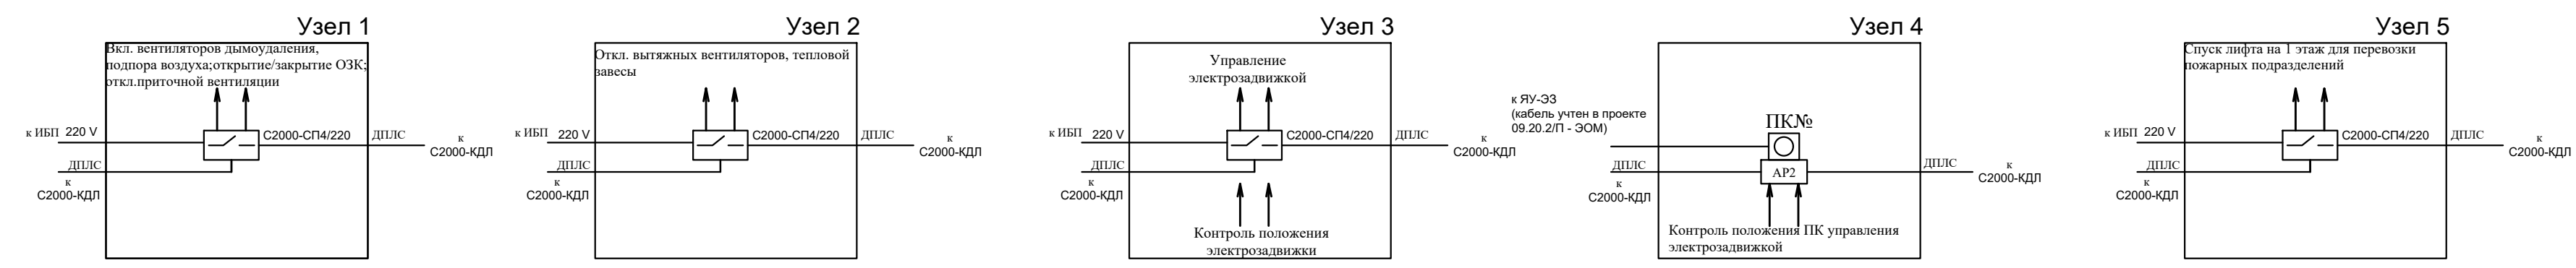 Узел 1
Вкл. вентиляторов дымоудаления,
подпора воздуха;открытие/закрытие ОЗК;
откл.приточной вентиляции
к ИБП 220 V
С2000-СП4/220
ДПЛС
к
С2000-КДЛ
ДПЛС
к
С2000-КДЛ
Узел 2
Откл. вытяжных вентиляторов, тепловой
завесы
к ИБП 220 V
С2000-СП4/220
ДПЛС
к
С2000-КДЛ
ДПЛС
к
С2000-КДЛ
Узел 3
Управление
электрозадвижкой
к ИБП 220 V
С2000-СП4/220
ДПЛС
к
С2000-КДЛ
ДПЛС
к
С2000-КДЛ
Контроль положения
электрозадвижки
Узел 4
к ЯУ-ЭЗ
(кабель учтен в проекте
09.20.2/П - ЭОМ)
ПК№
ДПЛС
АР2
ДПЛС
к
С2000-КДЛ
к
С2000-КДЛ
Контроль положения ПК управления
электрозадвижкой
Узел 5
Спуск лифта на 1 этаж для перевозки
пожарных подразделений
к ИБП 220 V
С2000-СП4/220
ДПЛС
к
С2000-КДЛ
ДПЛС
к
С2000-КДЛ